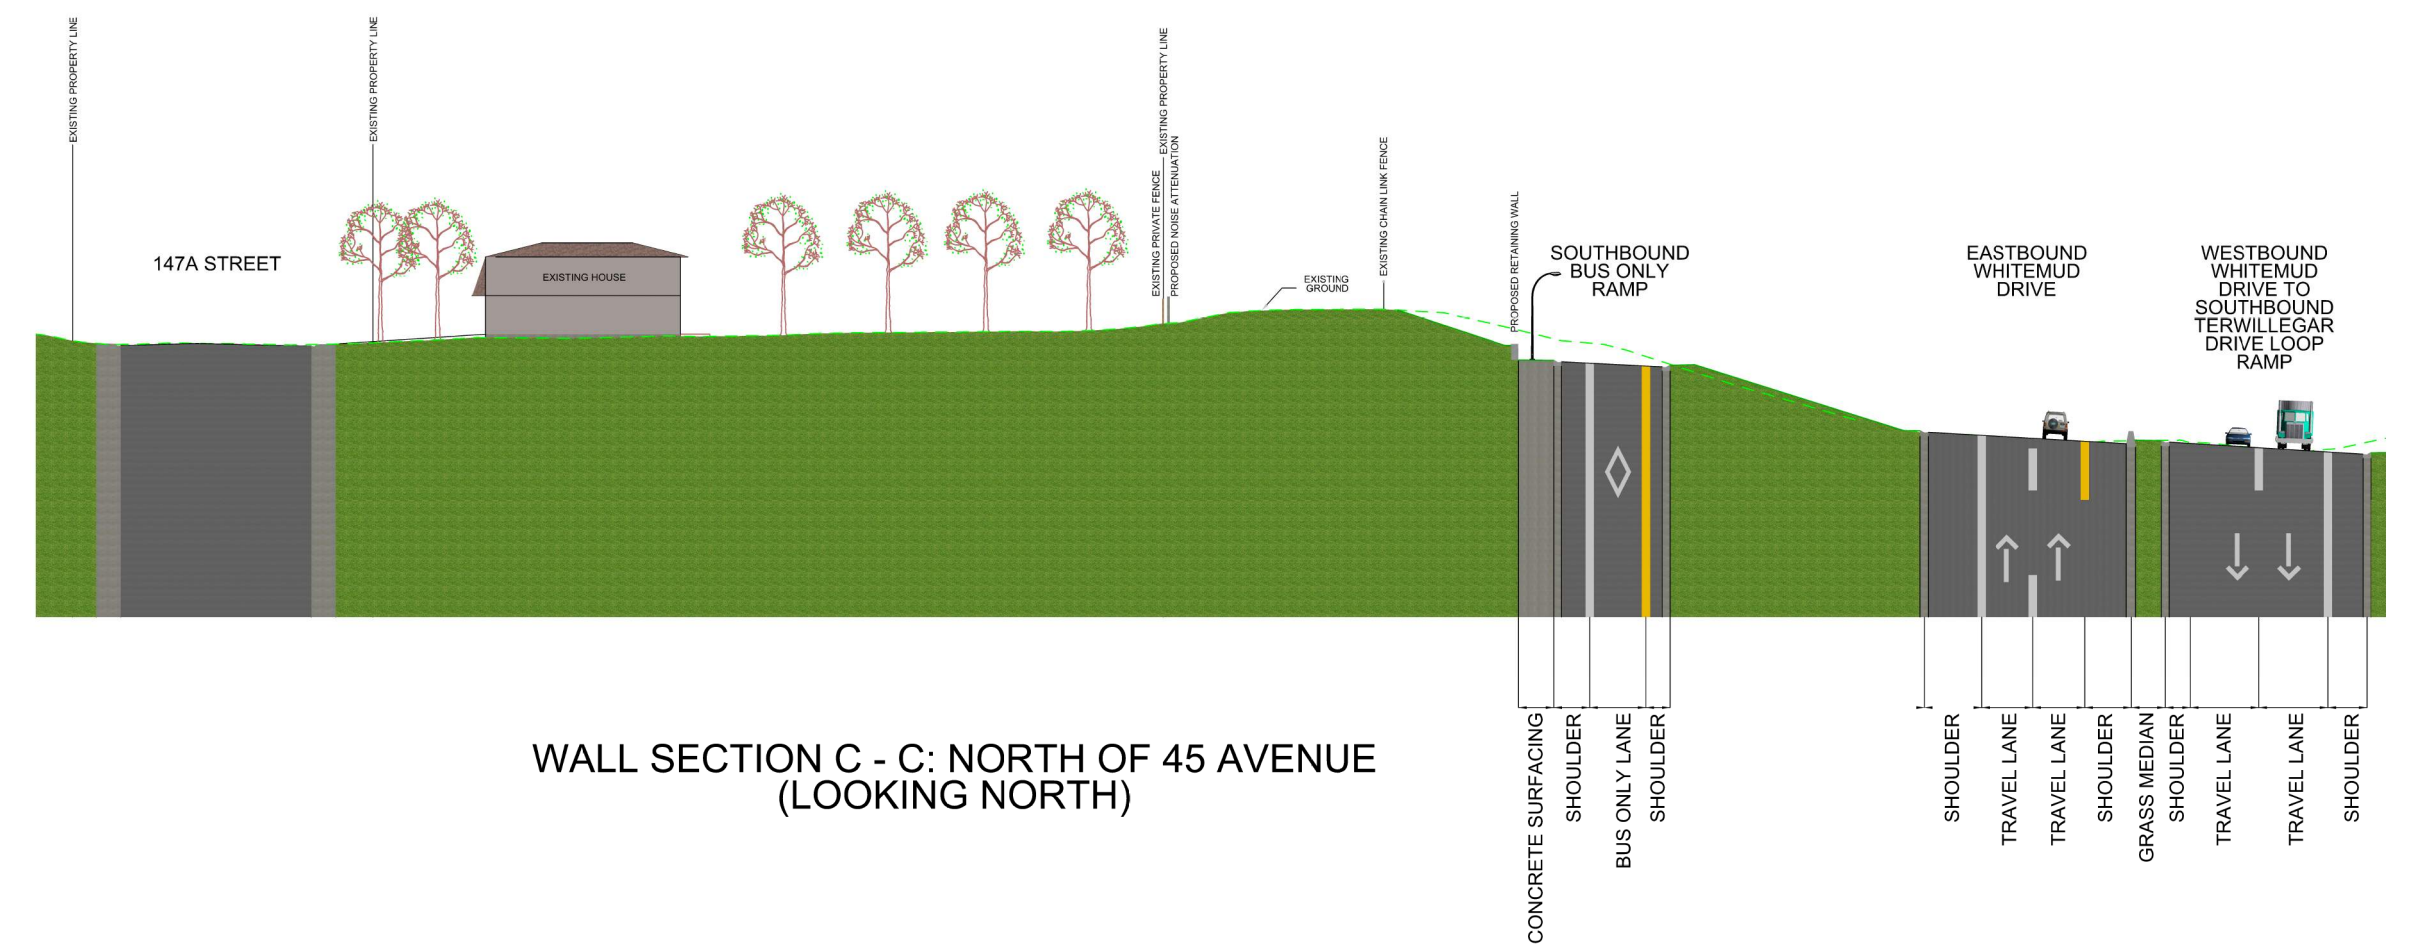 EXISTING PROPERTY LINE
EXISTING PROPERTY LINE
EXISTING PRIVATE FENCE
EXISTING PROPERTY LINE
PROPOSED NOISE ATTENUATION
EXISTING CHAIN LINK FENCE
PROPOSED RETAINING WALL
147A STREET
EXISTING HOUSE
EXISTING
GROUND
SOUTHBOUND
BUS ONLY
RAMP
EASTBOUND
WHITEMUD
DRIVE
WESTBOUND
WHITEMUD
DRIVE TO
SOUTHBOUND
TERWILLEGAR
DRIVE LOOP
RAMP
CONCRETE SURFACING
SHOULDER
BUS ONLY LANE
SHOULDER
SHOULDER
TRAVEL LANE
TRAVEL LANE
SHOULDER
GRASS MEDIAN
SHOULDER
TRAVEL LANE
TRAVEL LANE
SHOULDER
WALL SECTION C - C: NORTH OF 45 AVENUE
(LOOKING NORTH)